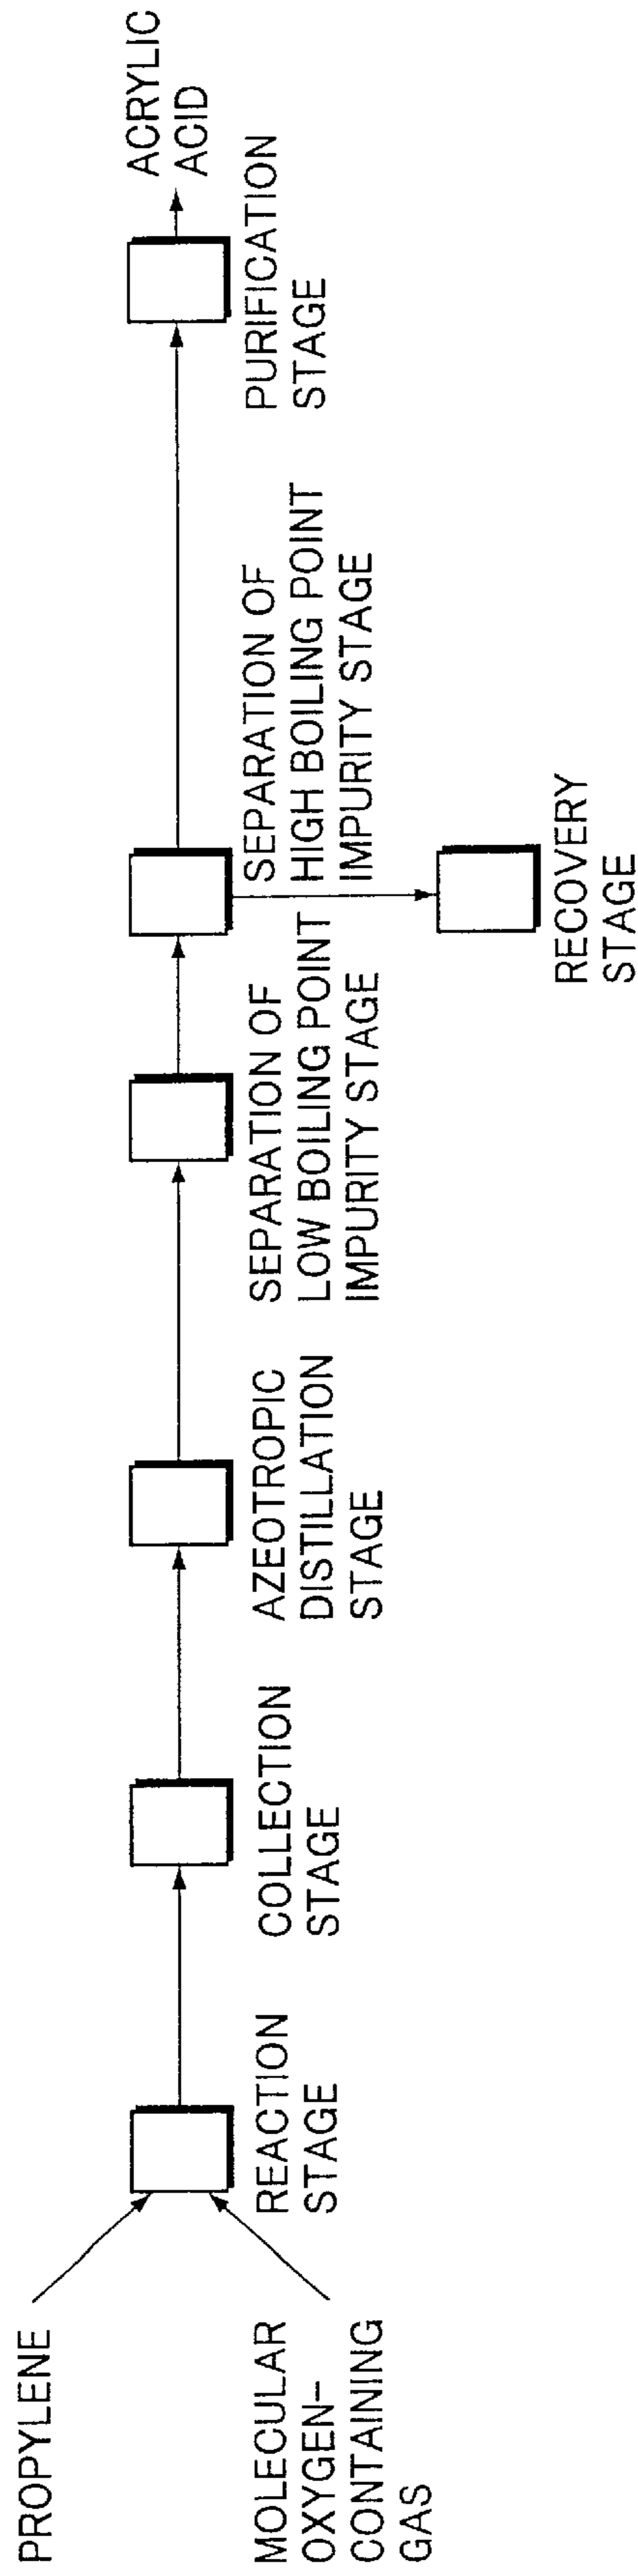 PROPYLENE
MOLECULAR
OXYGEN-
CONTAINING
GAS
REACTION
STAGE
COLLECTION
STAGE
AZEOTROPIC
DISTILLATION
STAGE
SEPARATION OF
LOW BOILING POINT
IMPURITY STAGE
SEPARATION OF
HIGH BOILING POINT
IMPURITY STAGE
RECOVERY
STAGE
PURIFICATION
STAGE
ACRYLIC
ACID